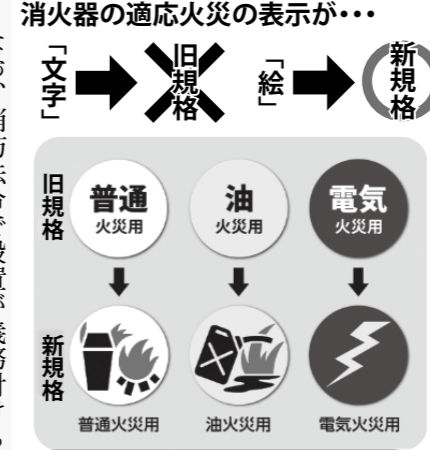 消火器の適応火災の表示が・・・
「文字」
旧規格
「絵」
新規格
旧規格
普通
火災用
油
火災用
電気
火災用
新規格
普通火災用
油火災用
電気火災用